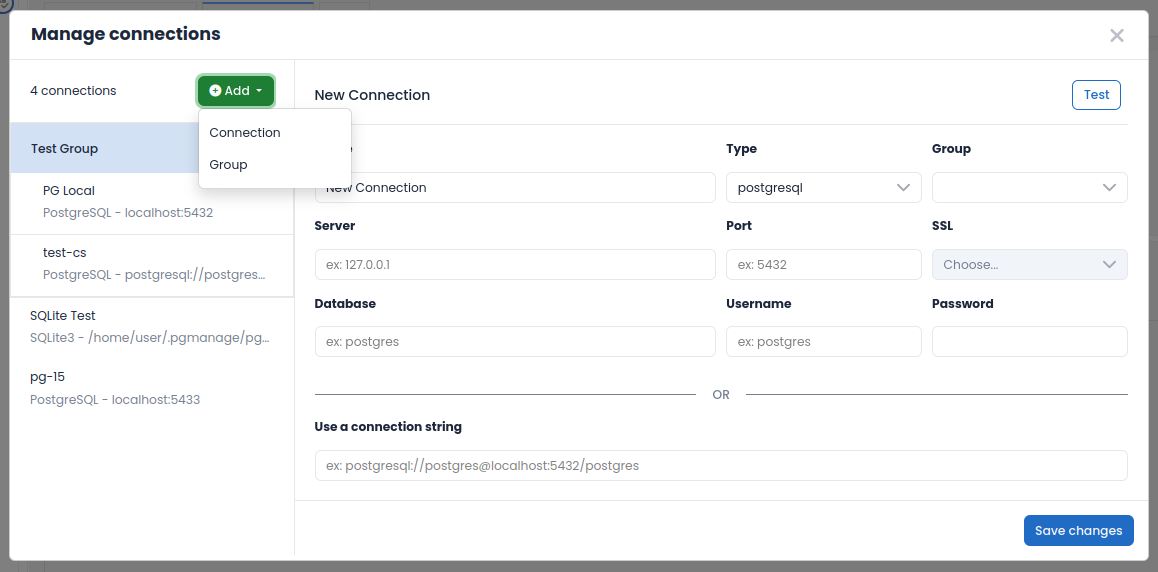 Manage connections
4 connections
Add
Connection
Group
Test Group
PG Local
PostgreSQL - localhost:5432
test-cs
PostgreSQL - postgresql://postgres...
SQLite Test
SQLite3 - /home/user/.pgmanage/pg...
pg-15
PostgreSQL - localhost:5433
New Connection
Test
Type
Group
New Connection
postgresql
Server
Port
SSL
ex: 127.0.0.1
ex: 5432
Choose...
Database
Username
Password
ex: postgres
ex: postgres
OR
Use a connection string
ex: postgresql://postgres@localhost:5432/postgres
Save changes